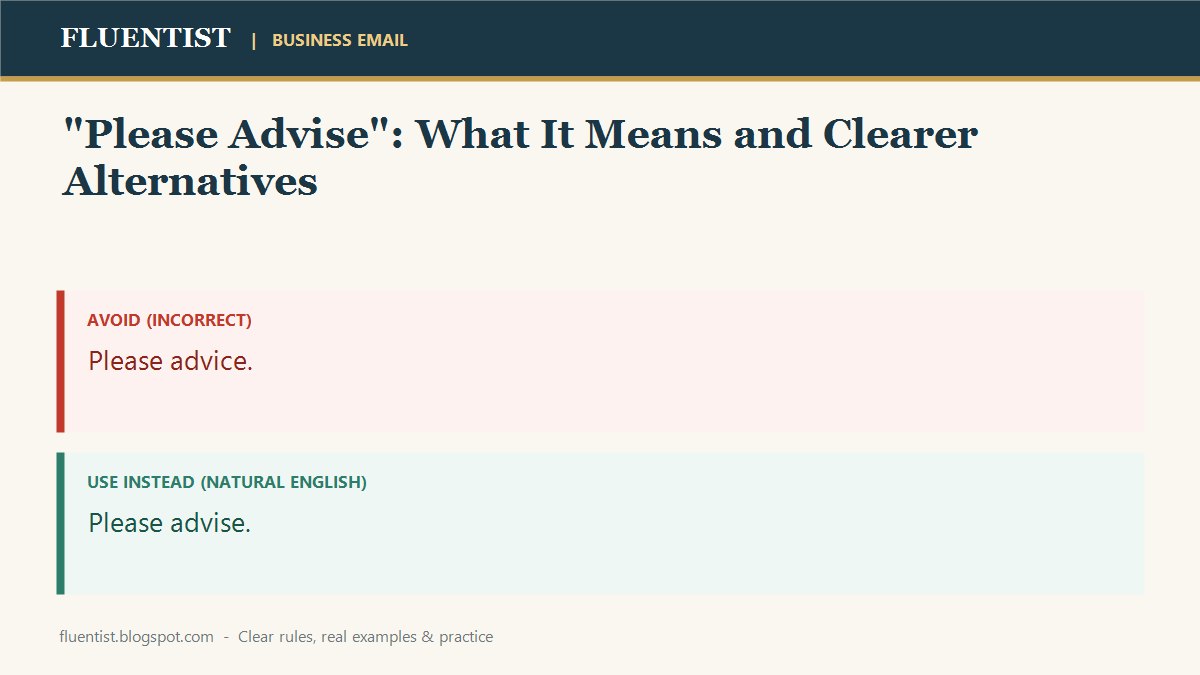 FLUENTIST | BUSINESS EMAIL
"Please Advise": What It Means and Clearer
Alternatives
AVOID (INCORRECT)
Please advice.
USE INSTEAD (NATURAL ENGLISH)
Please advise.
fluentist.blogspot.com - Clear rules, real examples & practice